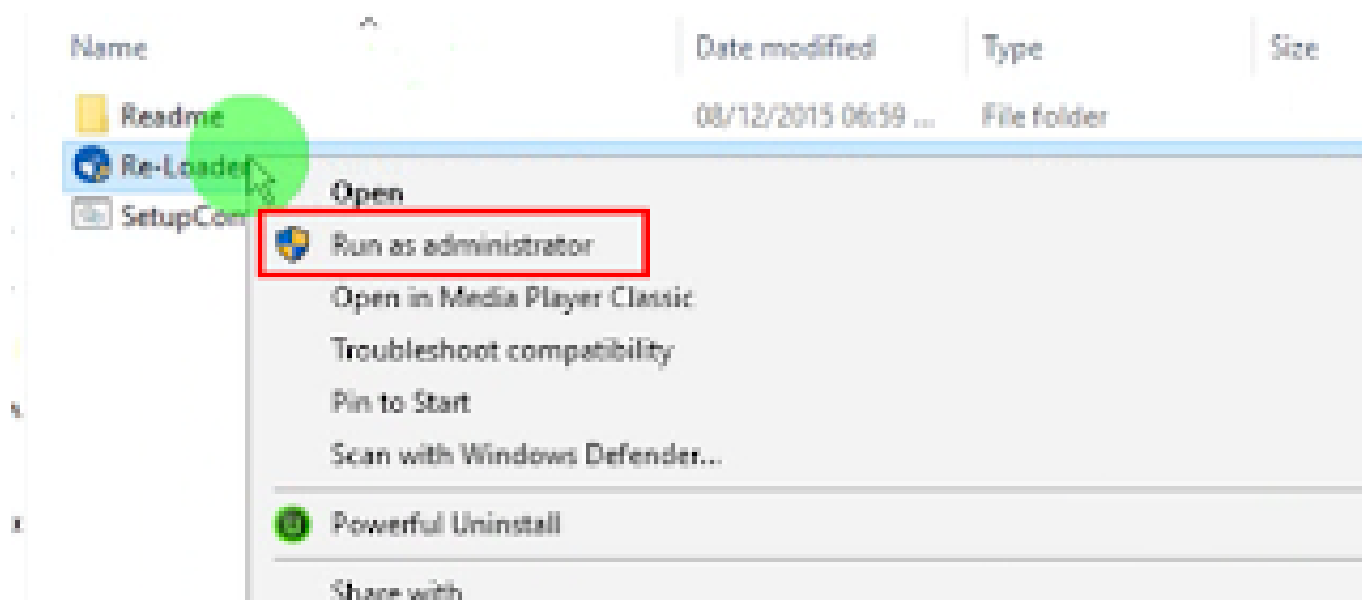 Name Date modified Type Size
Readme 08/12/2015 06:59 ... File folder
Re-Loader
SetupCom
Open
Run as administrator
Open in Media Player Classic
Troubleshoot compatibility
Pin to Start
Scan with Windows Defender...
Powerful Uninstall
Share with